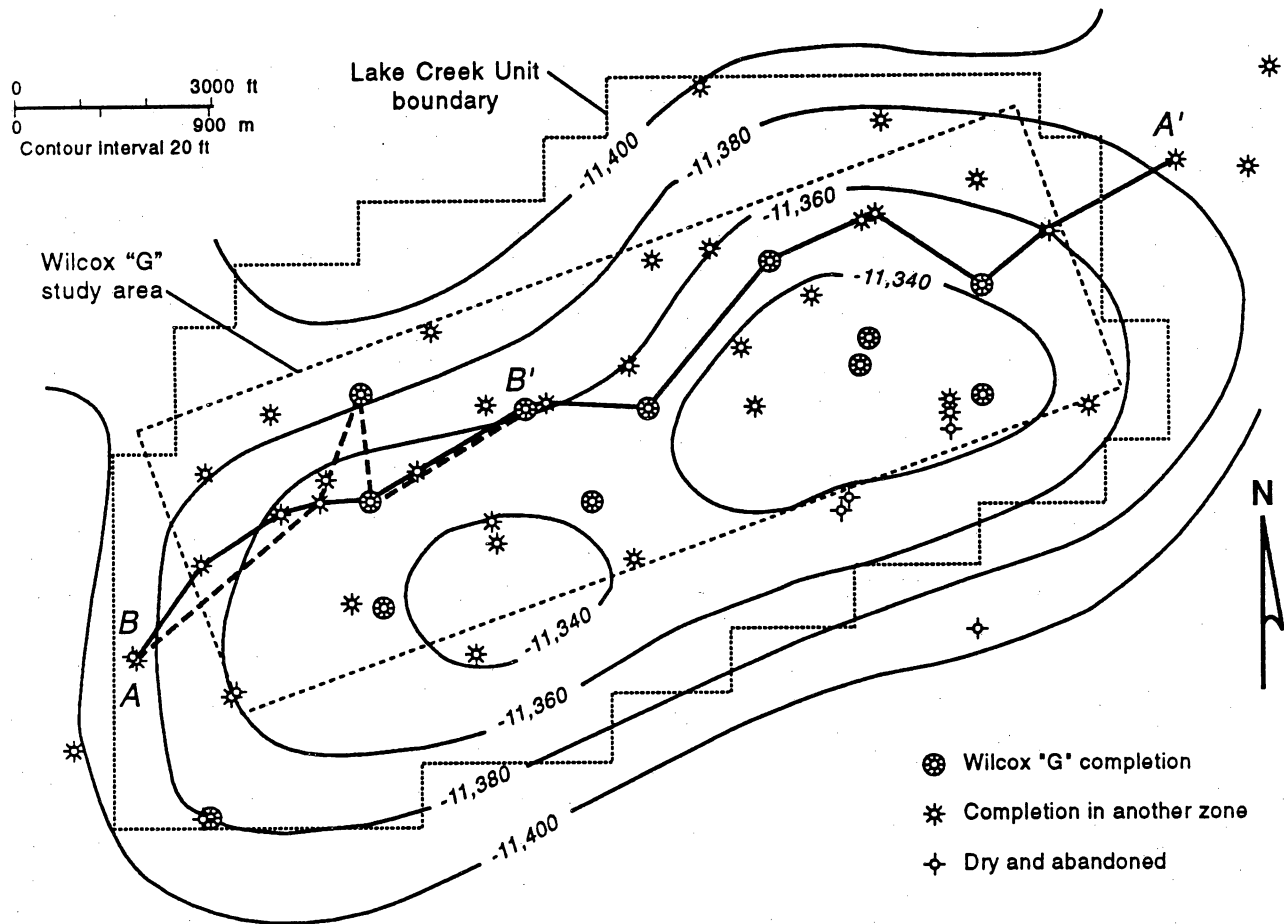 0 3000 ft
0 900 m
Contour interval 20 ft
Lake Creek Unit
boundary
-11,400
-11,380
A'
-11,360
Wilcox "G"
study area
-11,340
B'
N
B
A
-11,340
-11,360
-11,380
-11,400
Wilcox "G" completion
Completion in another zone
Dry and abandoned